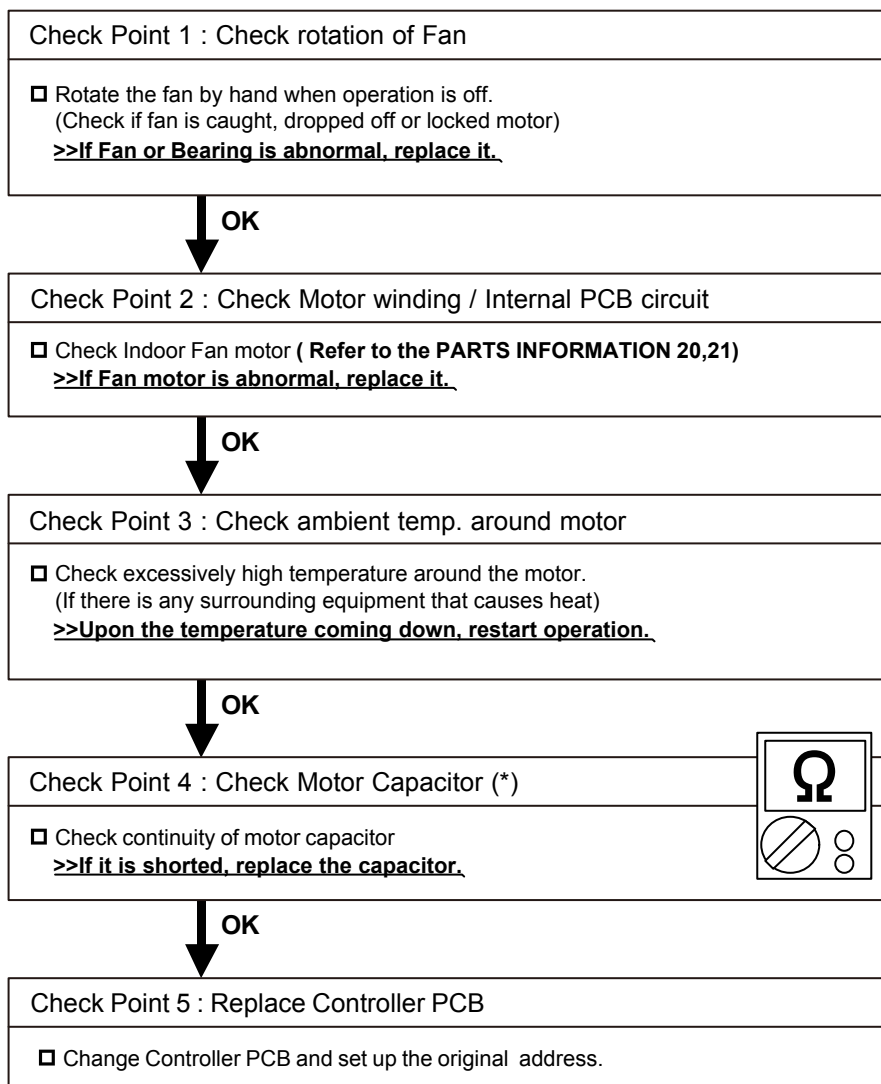 Check Point 1 : Check rotation of Fan
Rotate the fan by hand when operation is off.
(Check if fan is caught, dropped off or locked motor)
>>If Fan or Bearing is abnormal, replace it.
OK
Check Point 2 : Check Motor winding / Internal PCB circuit
Check Indoor Fan motor ( Refer to the PARTS INFORMATION 20,21)
>>If Fan motor is abnormal, replace it.
OK
Check Point 3 : Check ambient temp. around motor
Check excessively high temperature around the motor.
(If there is any surrounding equipment that causes heat)
>>Upon the temperature coming down, restart operation.
OK
Check Point 4 : Check Motor Capacitor (*)
Ω
Check continuity of motor capacitor
>>If it is shorted, replace the capacitor.
OK
Check Point 5 : Replace Controller PCB
Change Controller PCB and set up the original address.